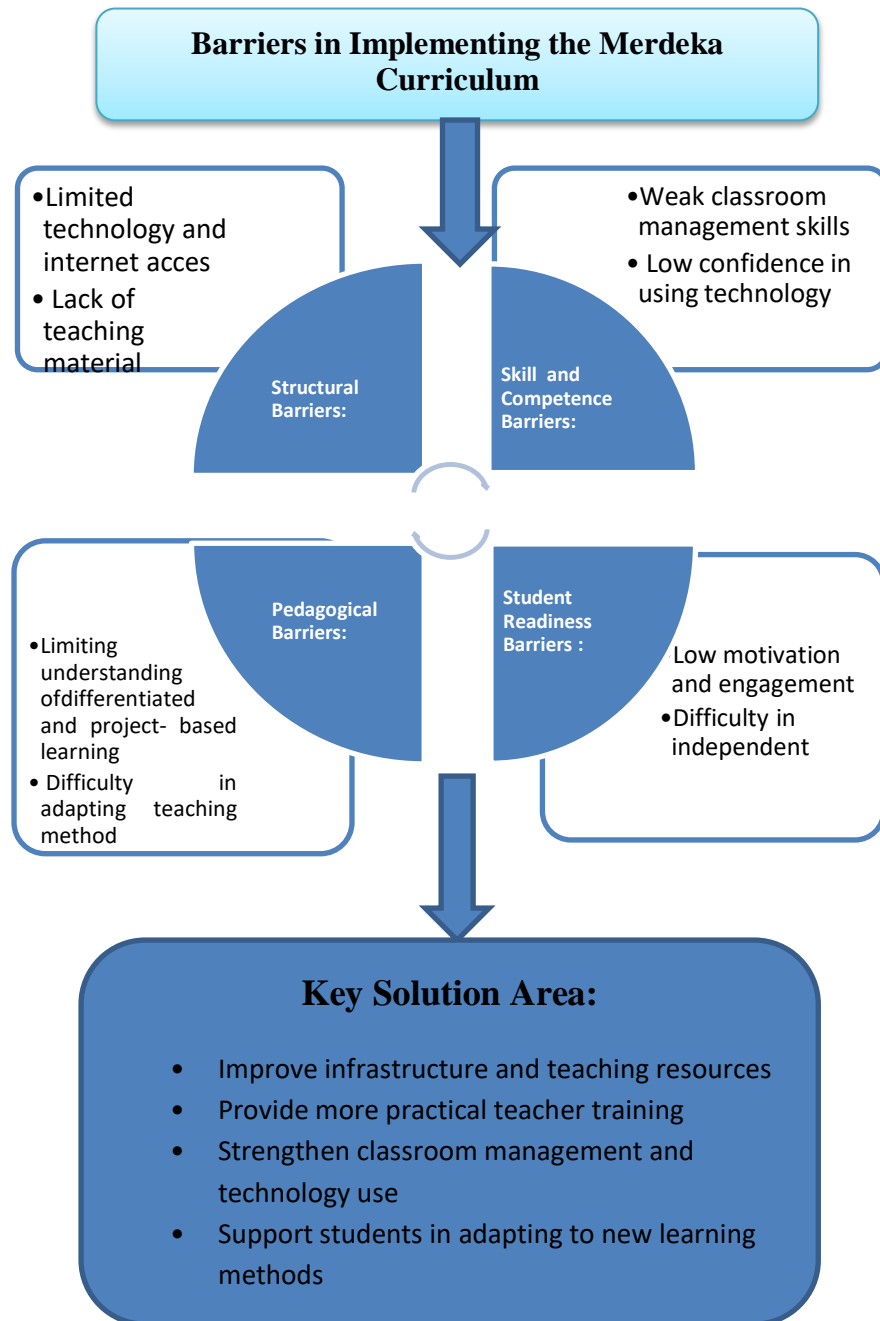 Barriers in Implementing the Merdeka
Curriculum
•Limited
technology and
internet acces
• Lack of
teaching
material
•Weak classroom
management skills
• Low confidence in
using technology
Structural
Barriers:
Skill and
Competence
Barriers:
Pedagogical
Barriers:
Student
Readiness
Barriers :
•Limiting
understanding
ofdifferentiated
and project- based
learning
• Difficulty in
adapting teaching
method
•Low motivation
and engagement
•Difficulty in
independent
Key Solution Area:
• Improve infrastructure and teaching resources
• Provide more practical teacher training
• Strengthen classroom management and
technology use
• Support students in adapting to new learning
methods